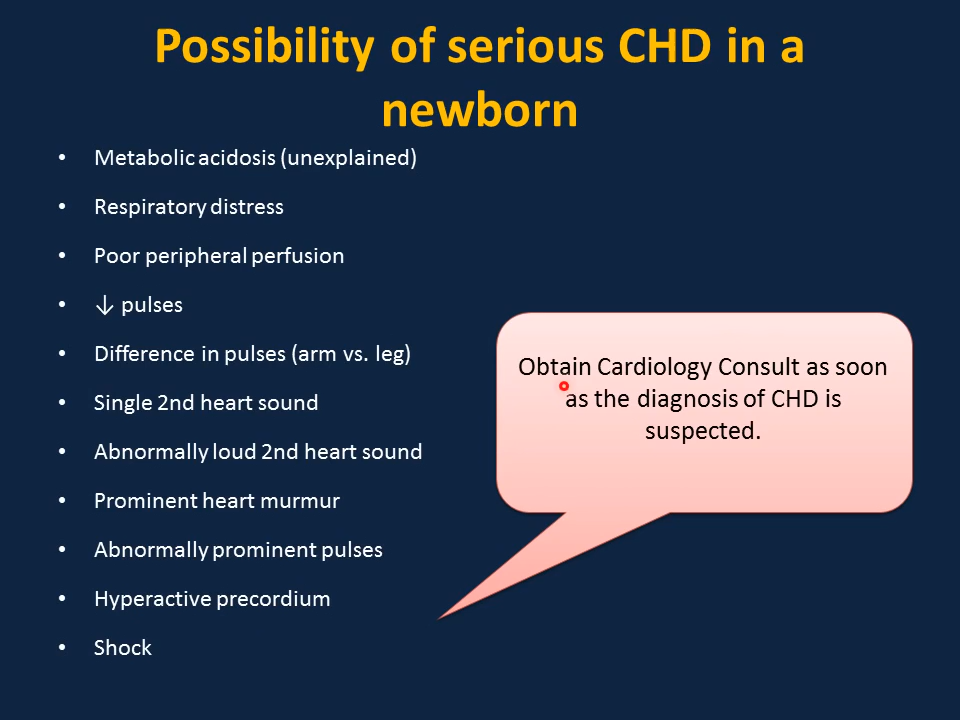 Possibility of serious CHD in a
newborn
• Metabolic acidosis (unexplained)
• Respiratory distress
• Poor peripheral perfusion
• ↓ pulses
• Difference in pulses (arm vs. leg)
• Single 2nd heart sound
• Abnormally loud 2nd heart sound
• Prominent heart murmur
• Abnormally prominent pulses
• Hyperactive precordium
• Shock
Obtain Cardiology Consult as soon
as the diagnosis of CHD is
suspected.